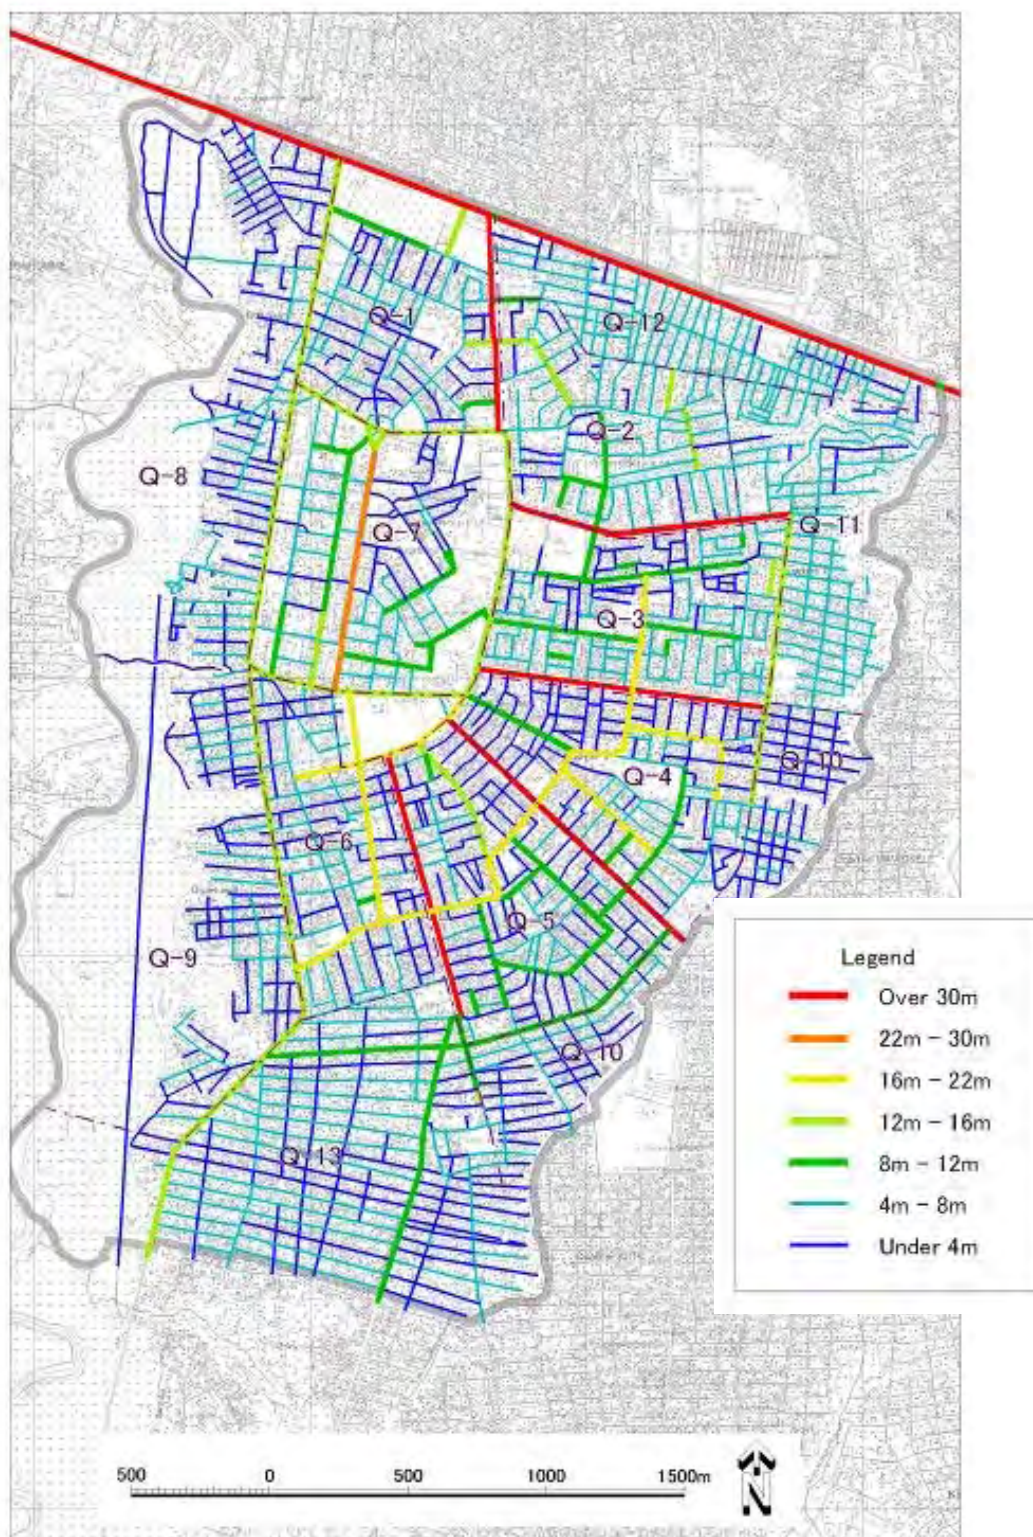 Q-1
Q-12
Q-2
Q-8
Q-7
Q-11
Q-3
Q-10
Q-4
Q-6
Q-5
Q-9
Q-10
Q-13
Legend
Over 30m
22m - 30m
16m - 22m
12m - 16m
8m - 12m
4m - 8m
Under 4m
500 0 500 1000 1500m
N